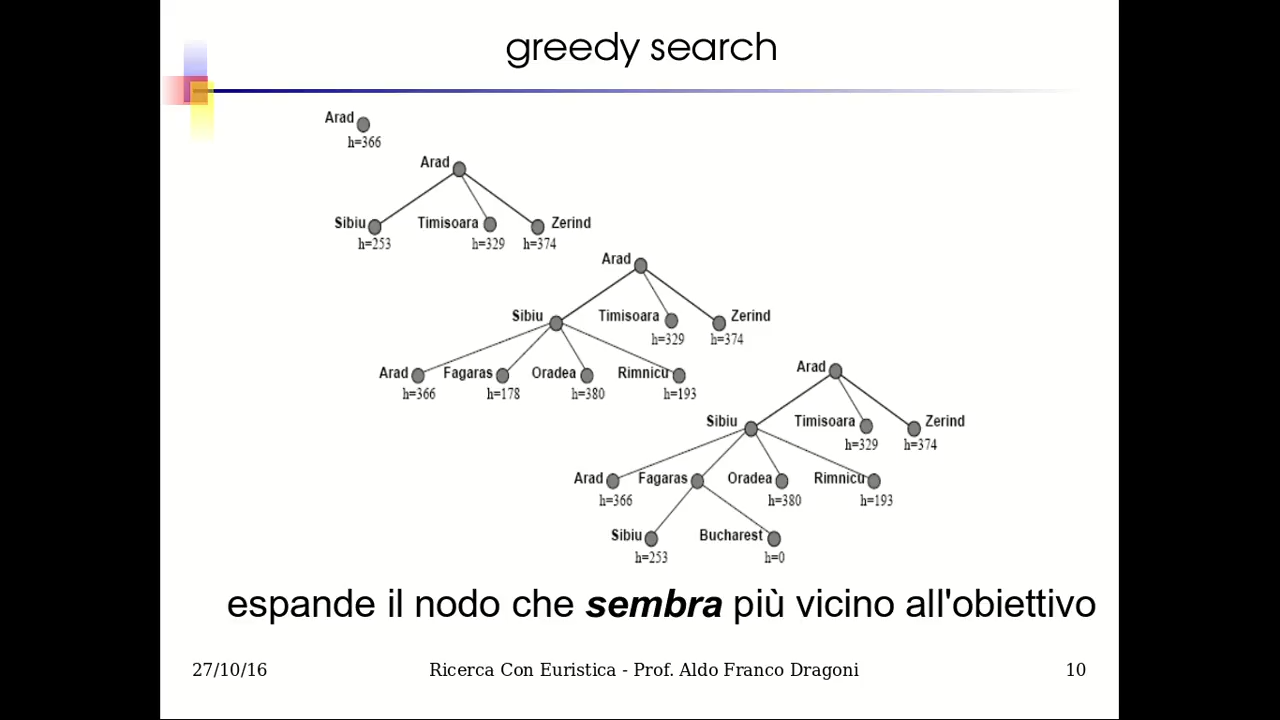 greedy search
Arad
h=366
Arad
Sibiu Timisoara Zerind
h=253 h=329 h=374
Arad
Sibiu Timisoara Zerind
h=329 h=374
Arad Fagaras Oradea Rimnicu
h=366 h=178 h=380 h=193
Arad
Sibiu Timisoara Zerind
h=329 h=374
Arad Fagaras Oradea Rimnicu
h=366 h=380 h=193
Sibiu Bucharest
h=253 h=0
espande il nodo che sembra più vicino all'obiettivo
27/10/16 Ricerca Con Euristica - Prof. Aldo Franco Dragoni 10